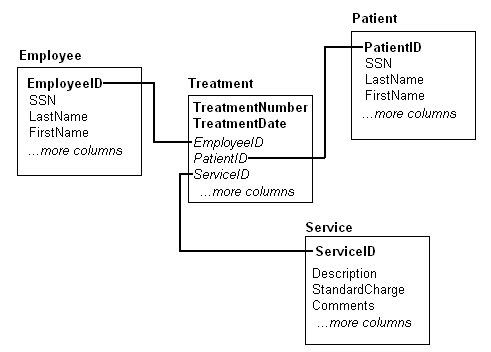 Patient
PatientID
SSN
LastName
FirstName
...more columns
Employee
EmployeeID
SSN
LastName
FirstName
...more columns
Treatment
TreatmentNumber
TreatmentDate
EmployeeID
PatientID
ServiceID
...more columns
Service
ServiceID
Description
StandardCharge
Comments
...more columns